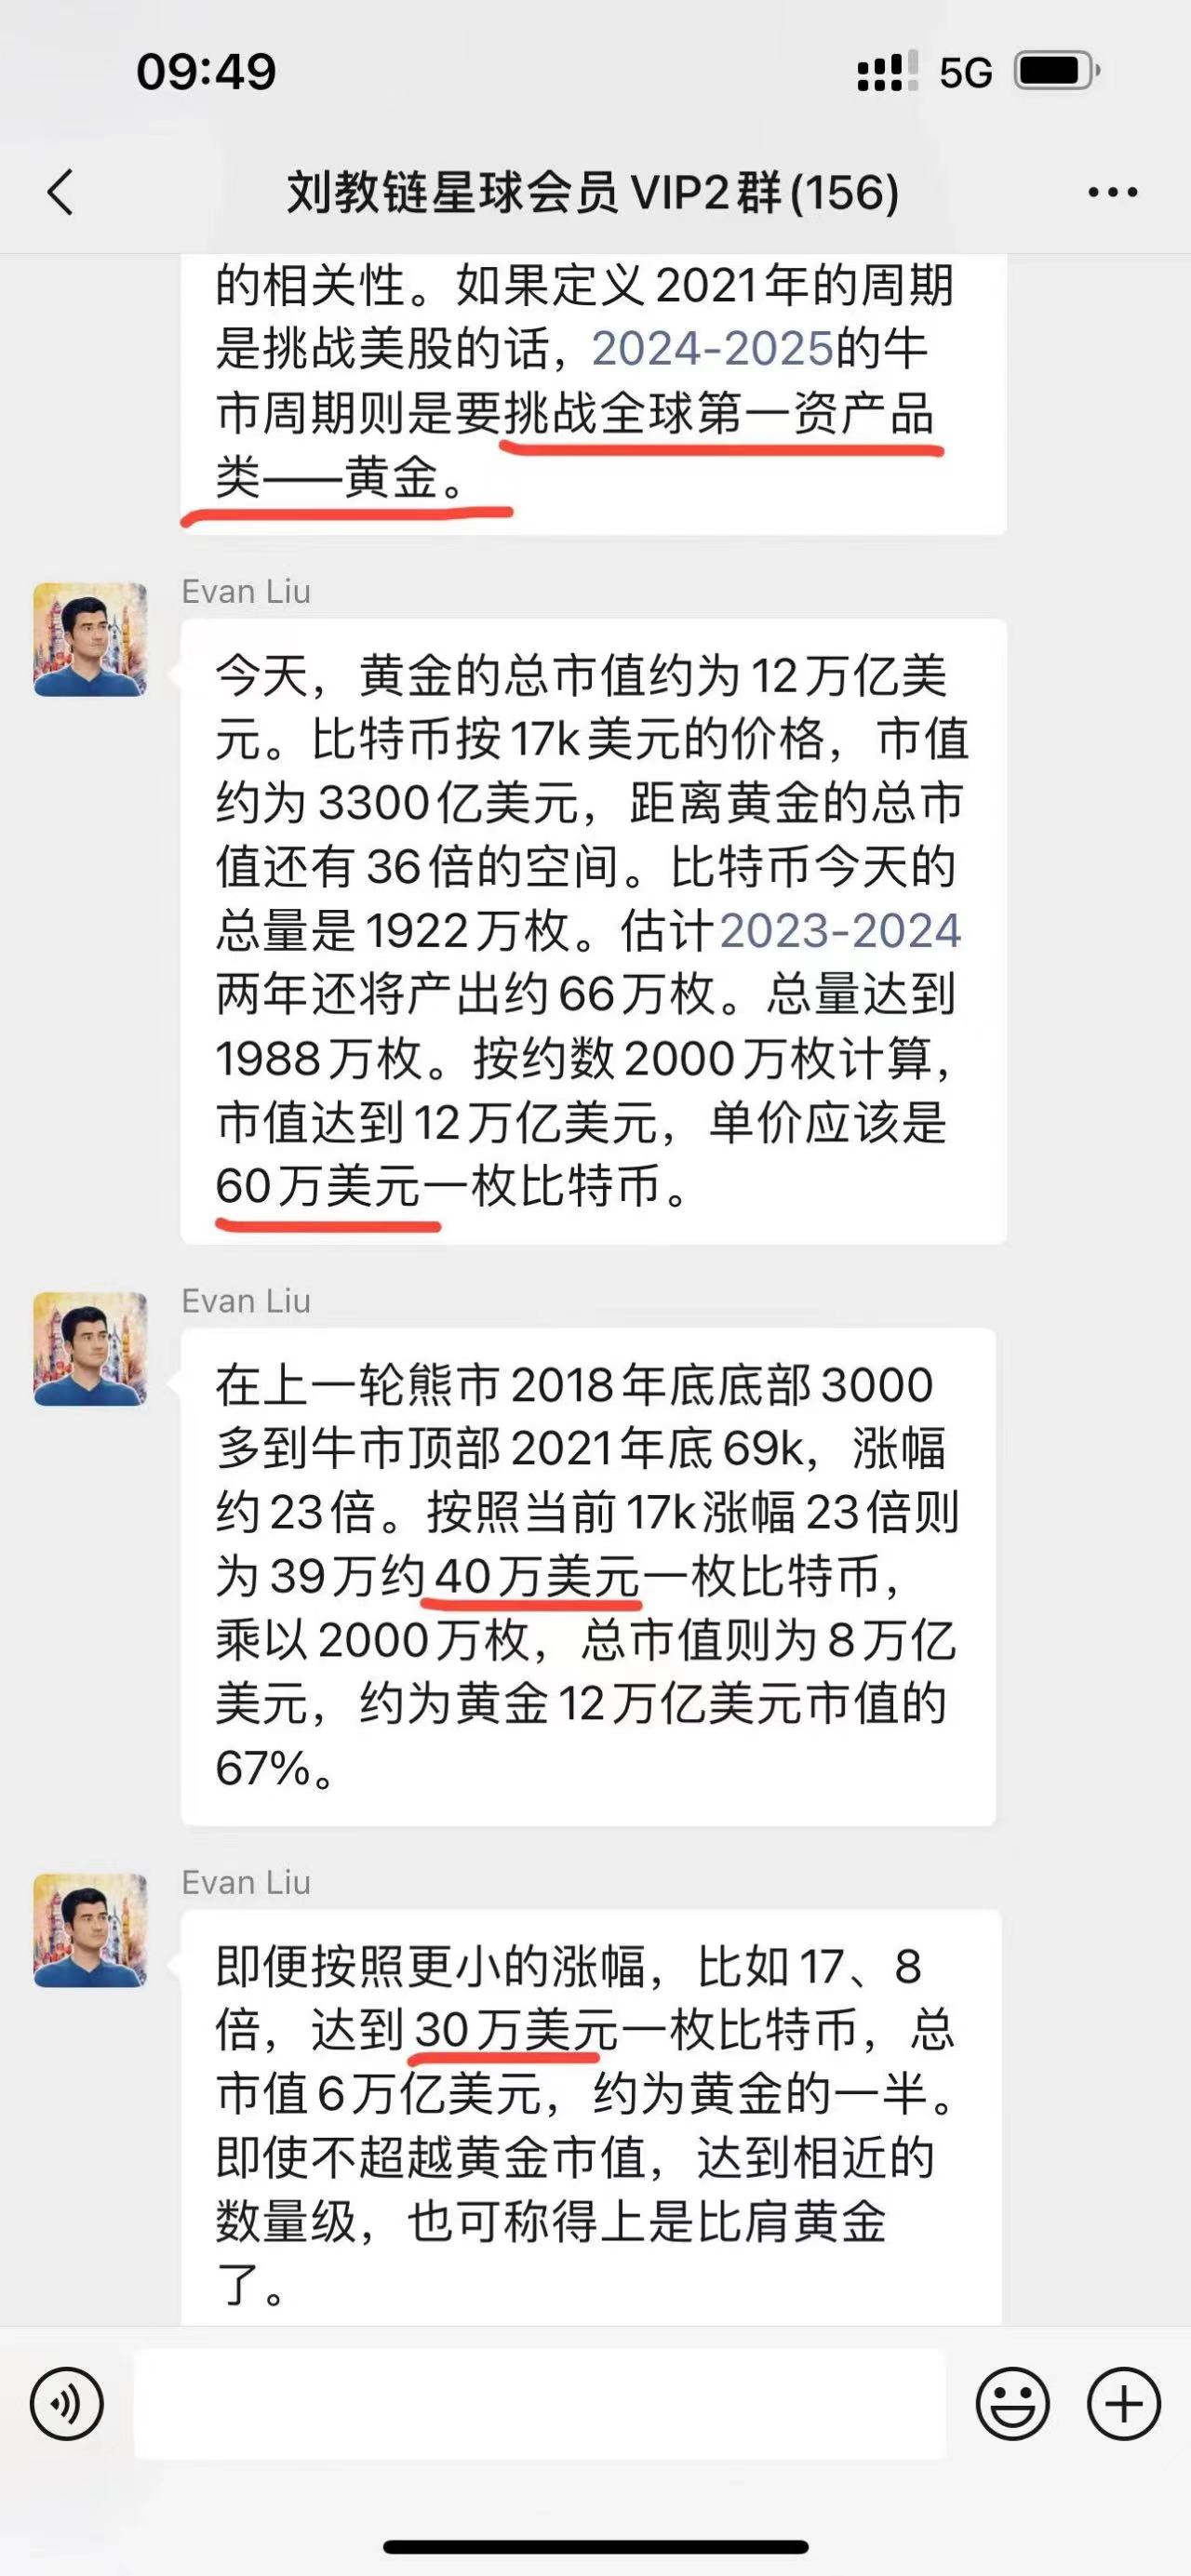 09:49
5G
刘教链星球会员VIP2群(156)
的相关性。如果定义2021年的周期
是挑战美股的话，2024-2025的牛
市周期则是要挑战全球第一资产品
类——黄金。
Evan Liu
今天，黄金的总市值约为12万亿美
元。比特币按17k美元的价格，市值
约为3300亿美元，距离黄金的总市
值还有36倍的空间。比特币今天的
总量是1922万枚。估计2023-2024
两年还将产出约66万枚。总量达到
1988万枚。按约数2000万枚计算，
市值达到12万亿美元，单价应该是
60万美元一枚比特币。
Evan Liu
在上一轮熊市2018年底底部3000
多到牛市顶部2021年底69k，涨幅
约23倍。按照当前17k涨幅23倍则
为39万约40万美元一枚比特币，
乘以2000万枚，总市值则为8万亿
美元，约为黄金12万亿美元市值的
67%。
Evan Liu
即便按照更小的涨幅，比如17、8
倍，达到30万美元一枚比特币，总
市值6万亿美元，约为黄金的一半。
即使不超越黄金市值，达到相近的
数量级，也可称得上是比肩黄金
了。